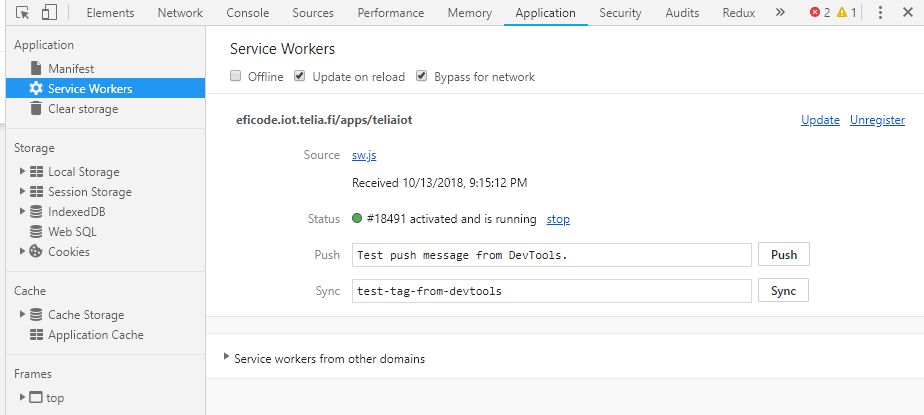 Elements Network Console Sources Performance Memory Application Security Audits Redux » 2 1
Application
Manifest
Service Workers
Clear storage
Storage
Local Storage
Session Storage
IndexedDB
Web SQL
Cookies
Cache
Cache Storage
Application Cache
Frames
top
Service Workers
Offline Update on reload Bypass for network
eficode.iot.telia.fi/apps/teliaiot Update Unregister
Source sw.js
Received 10/13/2018, 9:15:12 PM
Status #18491 activated and is running stop
Push Test push message from DevTools. Push
Sync test-tag-from-devtools Sync
Service workers from other domains